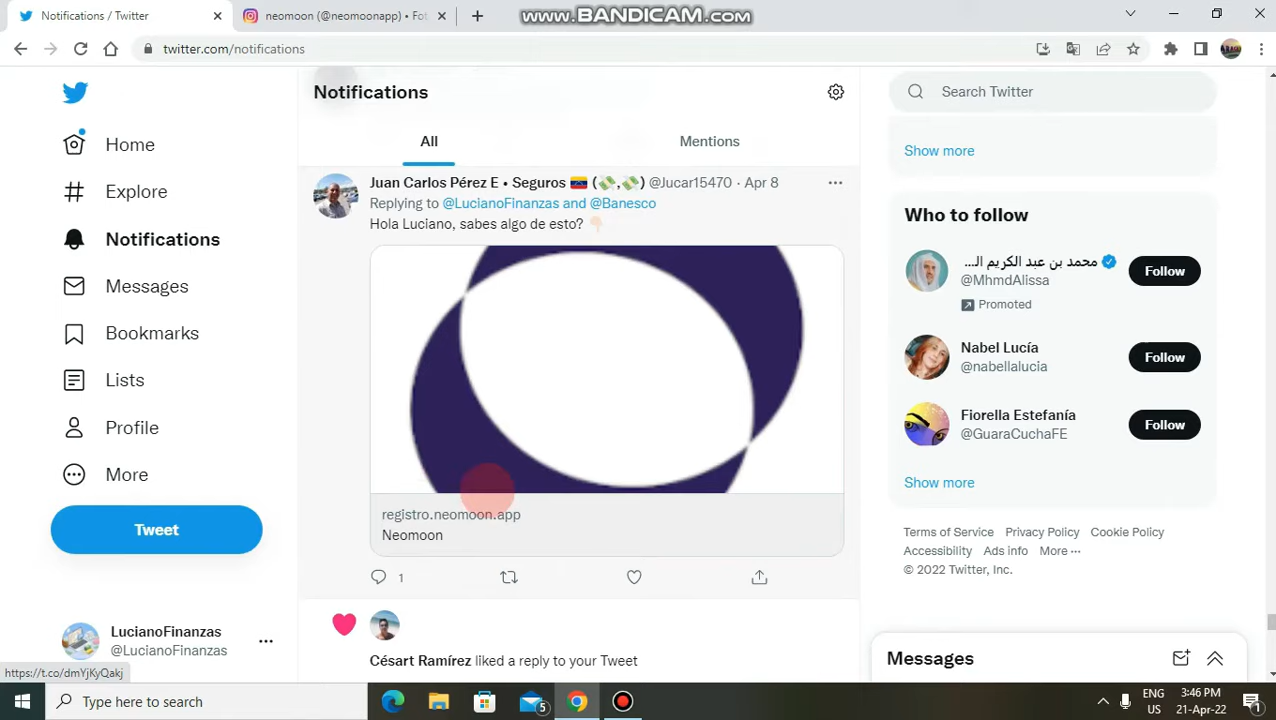 Notifications / Twitter
neomoon (@neomoonapp) • Fot
www.BANDICAM.com
twitter.com/notifications
Home
Explore
Notifications
Messages
Bookmarks
Lists
Profile
More
Tweet
LucianoFinanzas
@LucianoFinanzas
https://t.co/dmYjKyQakj
Notifications
All
Mentions
Juan Carlos Pérez E • Seguros 🇻🇪 (💸,💸) @Jucar15470 · Apr 8
Replying to @LucianoFinanzas and @Banesco
Hola Luciano, sabes algo de esto? 👇🏻
registro.neomoon.app
Neomoon
1
Césart Ramírez liked a reply to your Tweet
Search Twitter
Show more
Who to follow
محمد بن عبد الكريم الـ...
@MhmdAlissa
Promoted
Follow
Nabel Lucía
@nabellalucia
Follow
Fiorella Estefanía
@GuaraCuchaFE
Follow
Show more
Terms of Service Privacy Policy Cookie Policy
Accessibility Ads info More ···
© 2022 Twitter, Inc.
Messages
Type here to search
5
ENG
US
3:46 PM
21-Apr-22
1